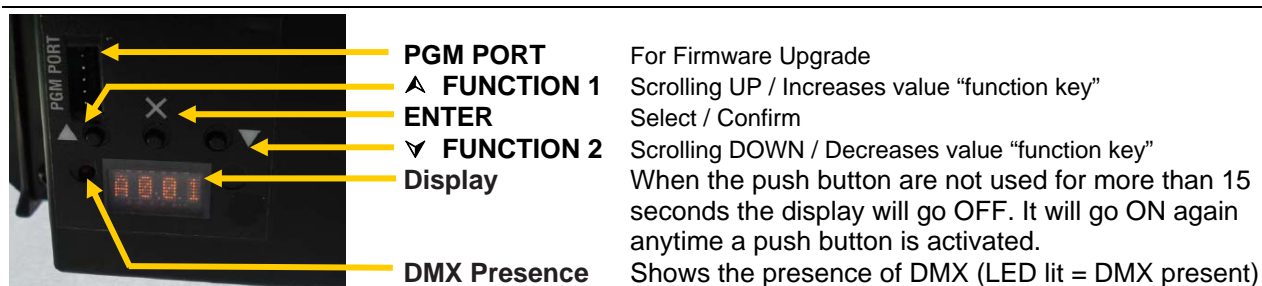 PGM PORT
PGM PORT For Firmware Upgrade
⮝ FUNCTION 1 Scrolling UP / Increases value “function key”
ENTER Select / Confirm
⮟ FUNCTION 2 Scrolling DOWN / Decreases value “function key”
Display When the push button are not used for more than 15
seconds the display will go OFF. It will go ON again
anytime a push button is activated.
A0.0.1
DMX Presence Shows the presence of DMX (LED lit = DMX present)